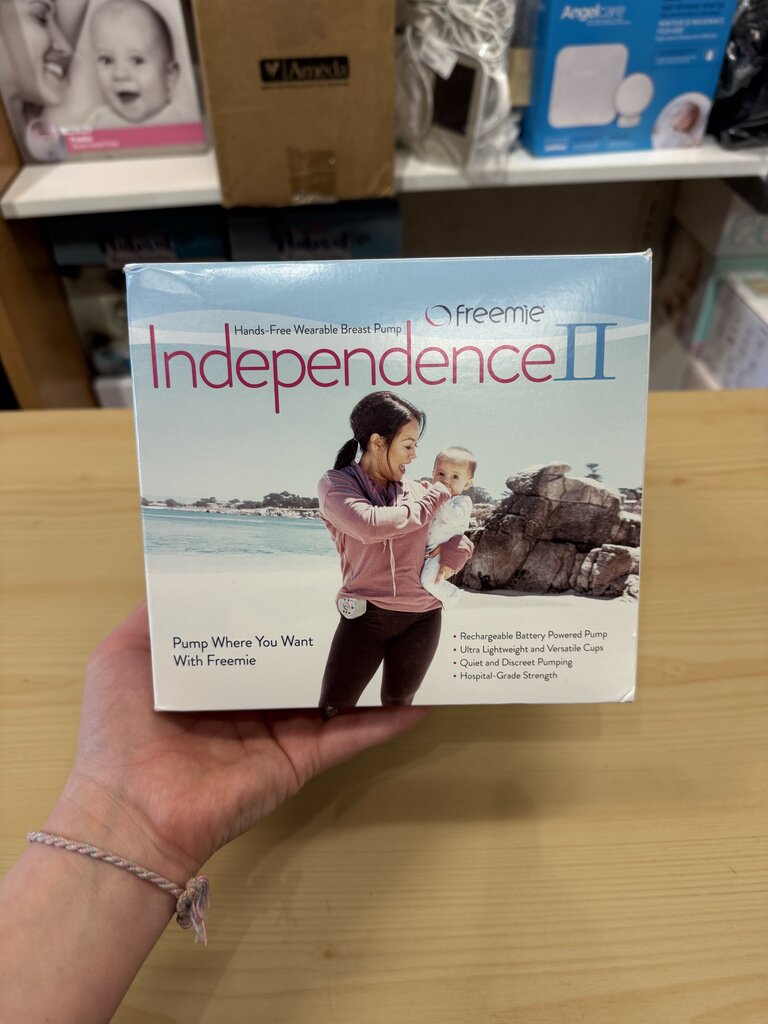 Ameda
Angelcare
freemie
Hands-Free Wearable Breast Pump
Independence II
Pump Where You Want
With Freemie
• Rechargeable Battery Powered Pump
• Ultra Lightweight and Versatile Cups
• Quiet and Discreet Pumping
• Hospital-Grade Strength